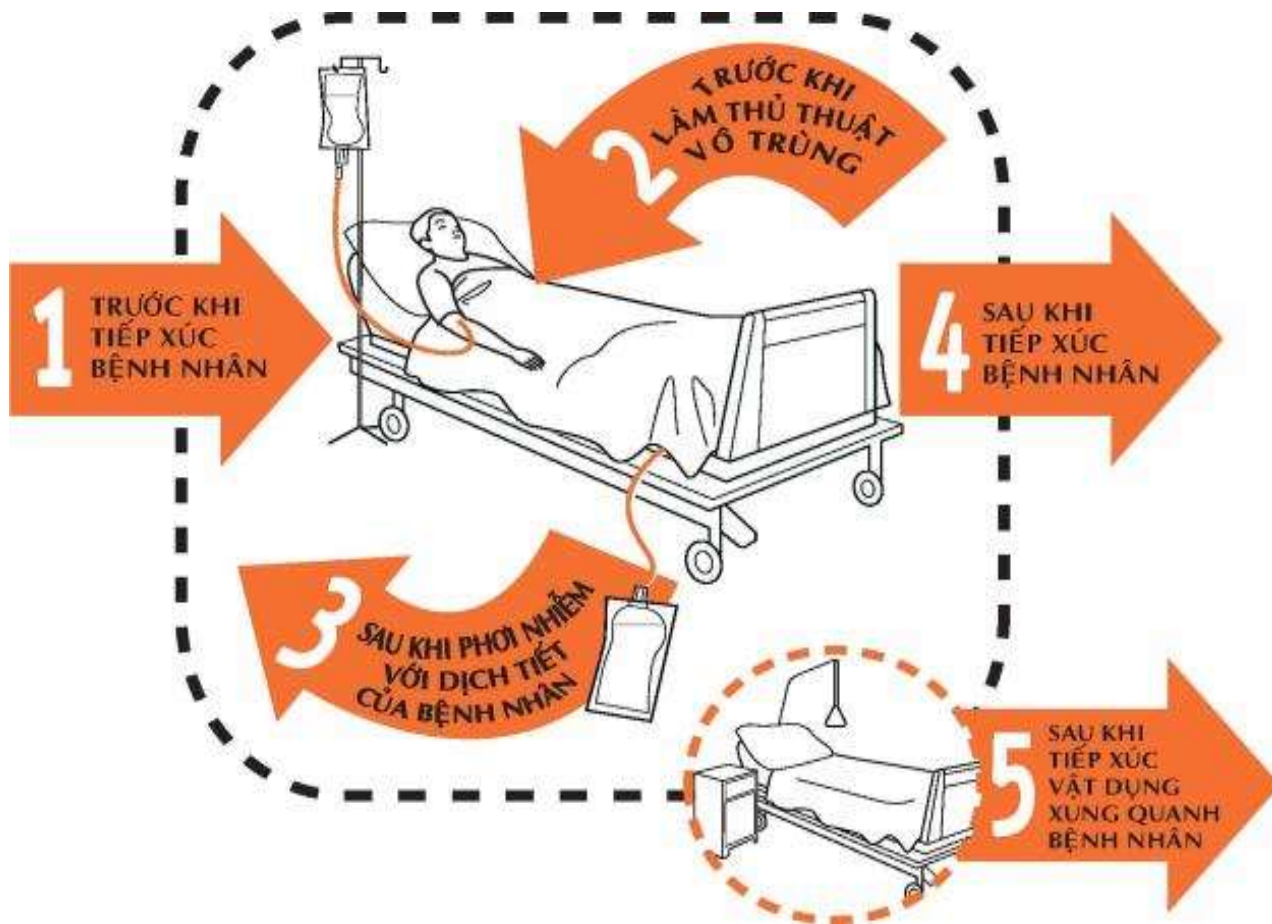 1
TRƯỚC KHI
TIẾP XÚC
BỆNH NHÂN
2
TRƯỚC KHI
LÀM THỦ THUẬT
VÔ TRÙNG
3
SAU KHI PHƠI NHIỄM
VỚI DỊCH TIẾT
CỦA BỆNH NHÂN
4
SAU KHI
TIẾP XÚC
BỆNH NHÂN
5
SAU KHI
TIẾP XÚC
VẬT DỤNG
XUNG QUANH
BỆNH NHÂN